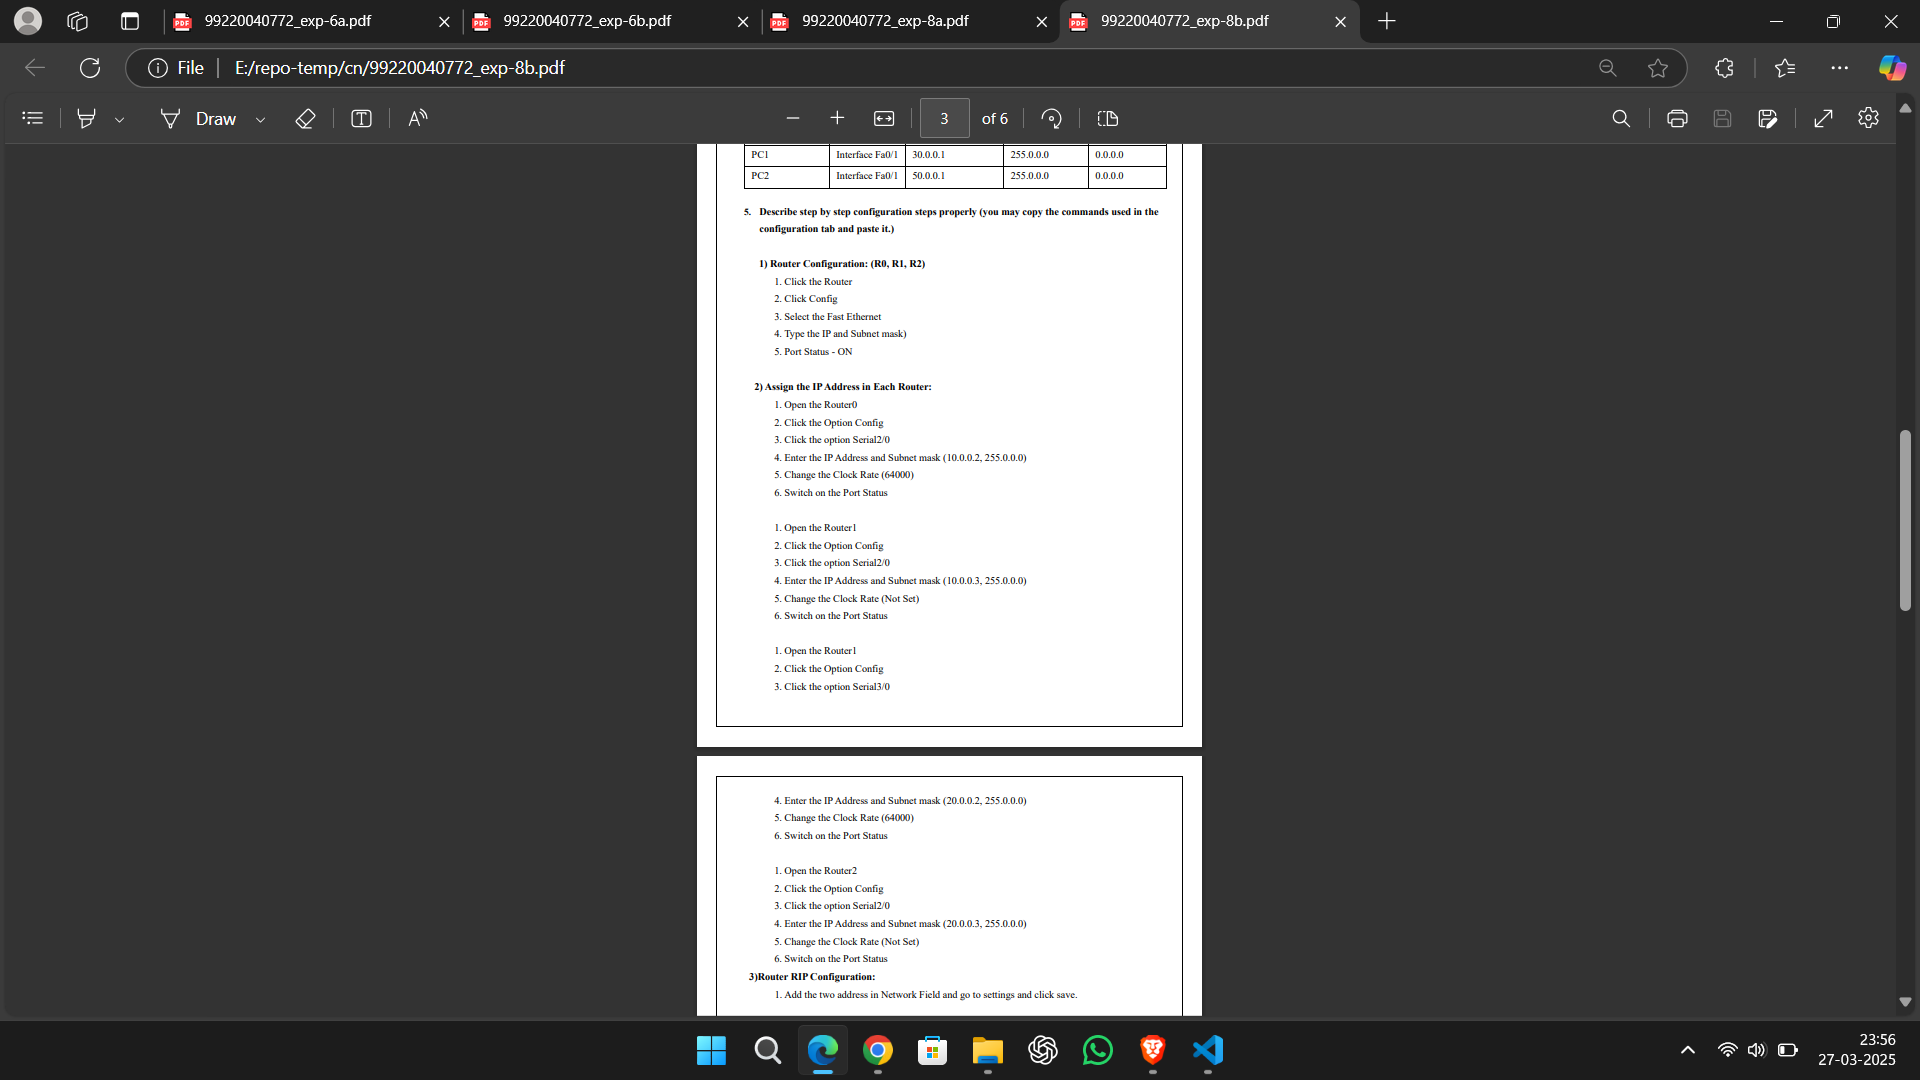 99220040772_exp-6a.pdf
99220040772_exp-6b.pdf
99220040772_exp-8a.pdf
99220040772_exp-8b.pdf
File
E:/repo-temp/cn/99220040772_exp-8b.pdf
Draw
3 of 6
PC1 Interface Fa0/1 30.0.0.1 255.0.0.0 0.0.0.0
PC2 Interface Fa0/1 50.0.0.1 255.0.0.0 0.0.0.0
5. Describe step by step configuration steps properly (you may copy the commands used in the
configuration tab and paste it.)
1) Router Configuration: (R0, R1, R2)
1. Click the Router
2. Click Config
3. Select the Fast Ethernet
4. Type the IP and Subnet mask)
5. Port Status - ON
2) Assign the IP Address in Each Router:
1. Open the Router0
2. Click the Option Config
3. Click the option Serial2/0
4. Enter the IP Address and Subnet mask (10.0.0.2, 255.0.0.0)
5. Change the Clock Rate (64000)
6. Switch on the Port Status
1. Open the Router1
2. Click the Option Config
3. Click the option Serial2/0
4. Enter the IP Address and Subnet mask (10.0.0.3, 255.0.0.0)
5. Change the Clock Rate (Not Set)
6. Switch on the Port Status
1. Open the Router1
2. Click the Option Config
3. Click the option Serial3/0
4. Enter the IP Address and Subnet mask (20.0.0.2, 255.0.0.0)
5. Change the Clock Rate (64000)
6. Switch on the Port Status
1. Open the Router2
2. Click the Option Config
3. Click the option Serial2/0
4. Enter the IP Address and Subnet mask (20.0.0.3, 255.0.0.0)
5. Change the Clock Rate (Not Set)
6. Switch on the Port Status
3)Router RIP Configuration:
1. Add the two address in Network Field and go to settings and click save.
23:56
27-03-2025